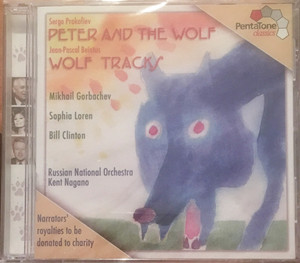 Serge Prokofiev
PETER AND THE WOLF
Jean-Pascal Beintus
WOLF TRACKS
Mikhail Gorbachev
Sophia Loren
Bill Clinton
Russian National Orchestra
Kent Nagano
Narrators'
royalties to be
donated to charity
PentaTone
classics